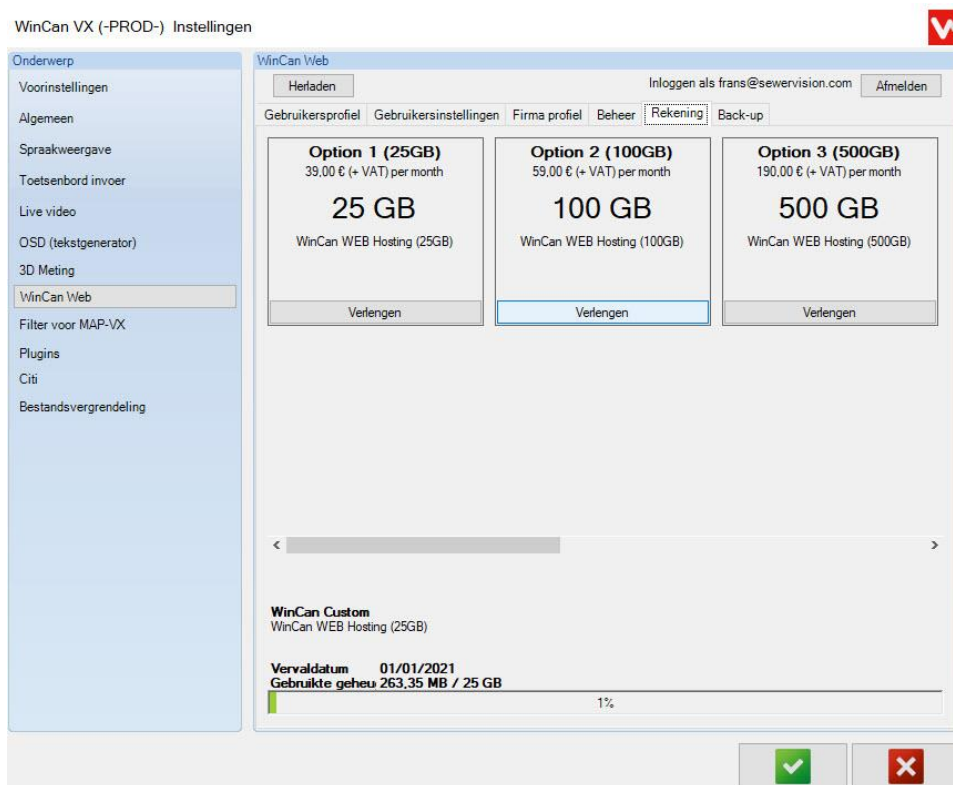 WinCan VX (-PROD-) Instellingen
Onderwerp
Voorinstellingen
Algemeen
Spraakweergave
Toetsenbord invoer
Live video
OSD (tekstgenerator)
3D Meting
WinCan Web
Filter voor MAP-VX
Plugins
Citi
Bestandsvergrendeling
WinCan Web
Herladen
Inloggen als frans@sewervision.com
Afmelden
Gebruikersprofiel Gebruikersinstellingen Firma profiel Beheer Rekening Back-up
Option 1 (25GB)
39,00 € (+ VAT) per month
25 GB
WinCan WEB Hosting (25GB)
Verlengen
Option 2 (100GB)
59,00 € (+ VAT) per month
100 GB
WinCan WEB Hosting (100GB)
Verlengen
Option 3 (500GB)
190,00 € (+ VAT) per month
500 GB
WinCan WEB Hosting (500GB)
Verlengen
WinCan Custom
WinCan WEB Hosting (25GB)
Vervaldatum 01/01/2021
Gebruikte geheu 263,35 MB / 25 GB
1%